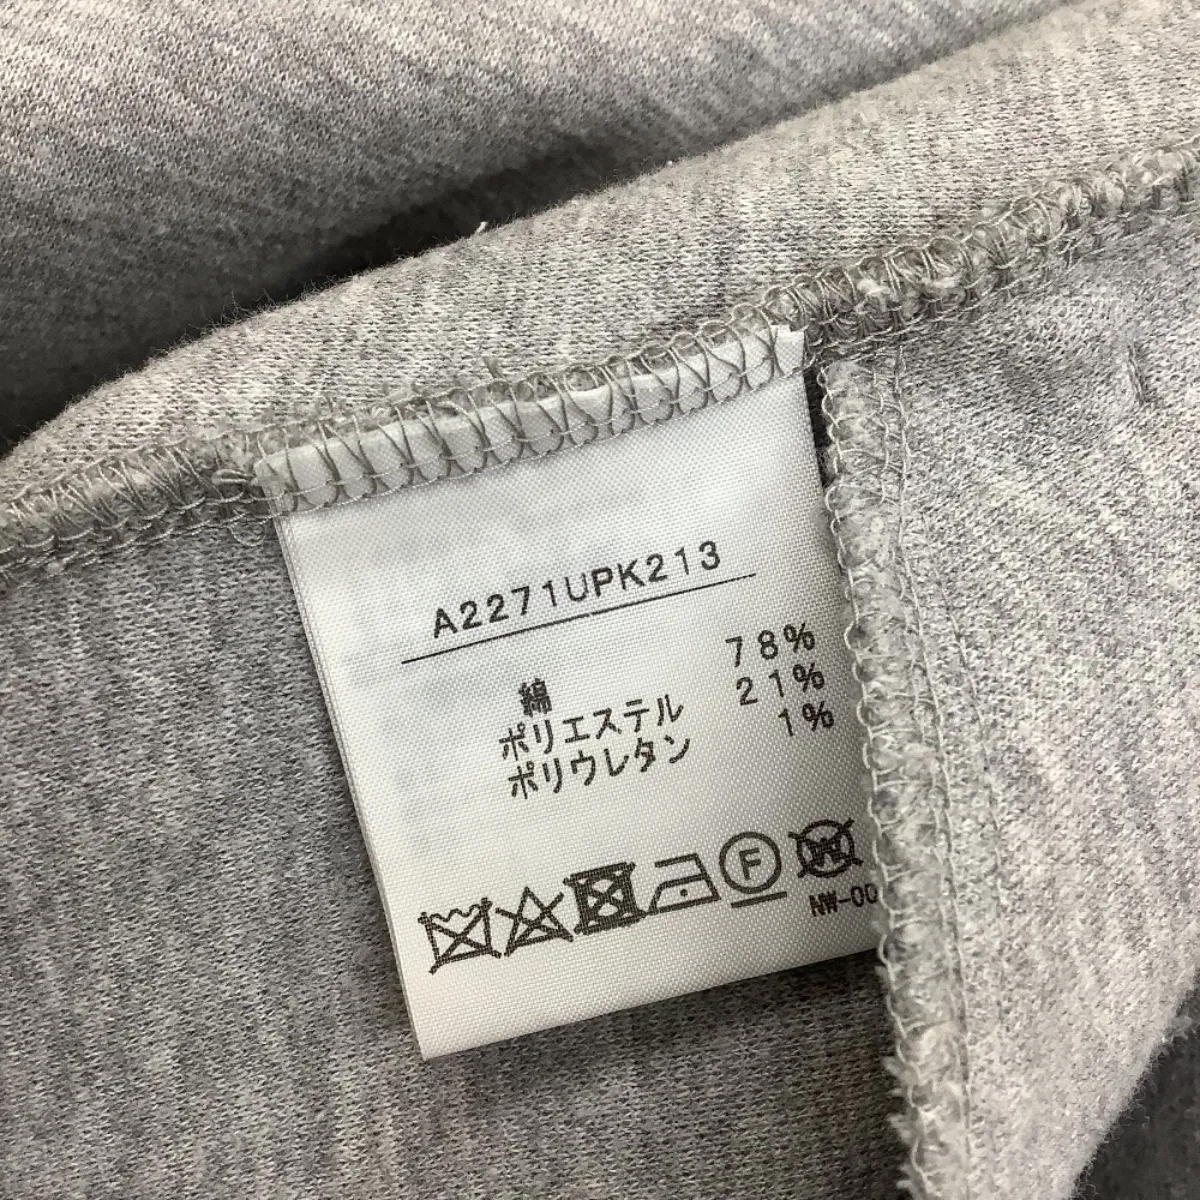 A2271UPK213
綿 78%
ポリエステル 21%
ポリウレタン 1%
F W
NW-00